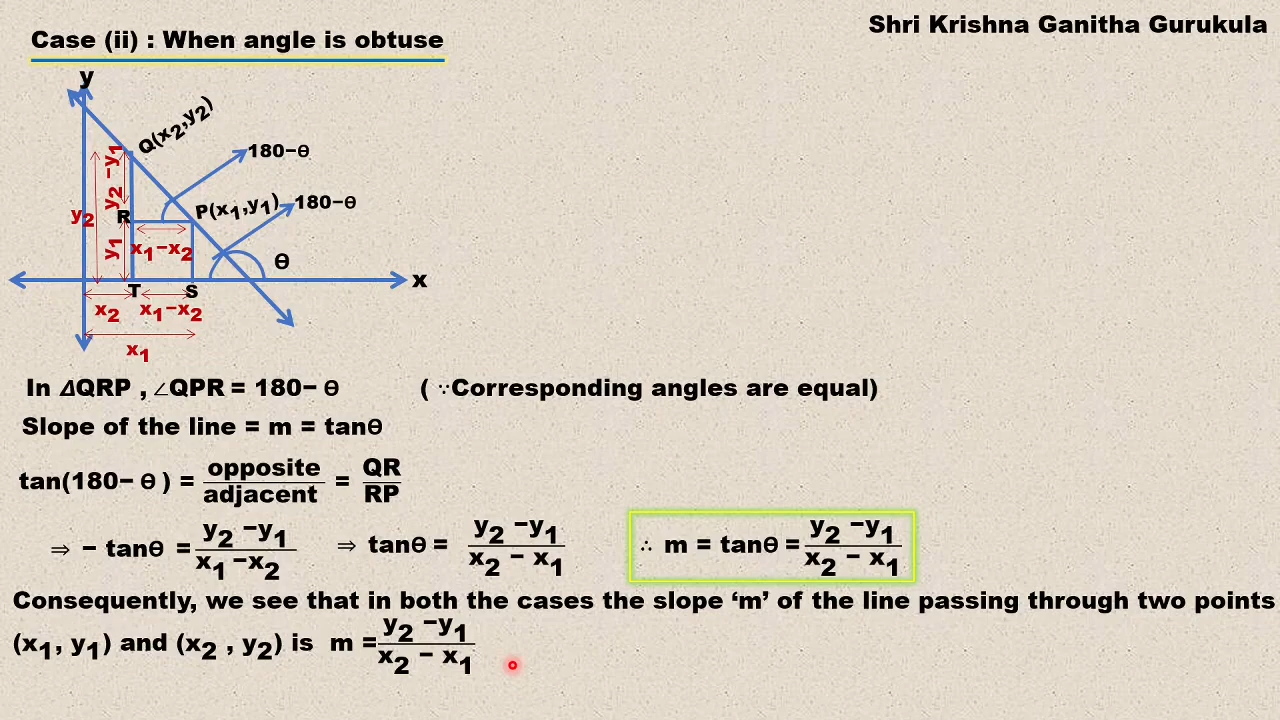 Shri Krishna Ganitha Gurukula
Case (ii) : When angle is obtuse
y
Q(x₂,y₂)
180−θ
y₂ −y₁
P(x₁,y₁)
180−θ
y₂
R
y₁
x₁−x₂
θ
x
T
S
x₂
x₁−x₂
x₁
In ΔQRP , ∠QPR = 180− θ ( ∵Corresponding angles are equal)
Slope of the line = m = tanθ
tan(180− θ ) = opposite/adjacent = QR/RP
⇒ − tanθ = (y₂ −y₁)/(x₁ −x₂) ⇒ tanθ = (y₂ −y₁)/(x₂ − x₁) ∴ m = tanθ = (y₂ −y₁)/(x₂ − x₁)
Consequently, we see that in both the cases the slope ‘m’ of the line passing through two points
(x₁, y₁) and (x₂ , y₂) is m = (y₂ −y₁)/(x₂ − x₁)